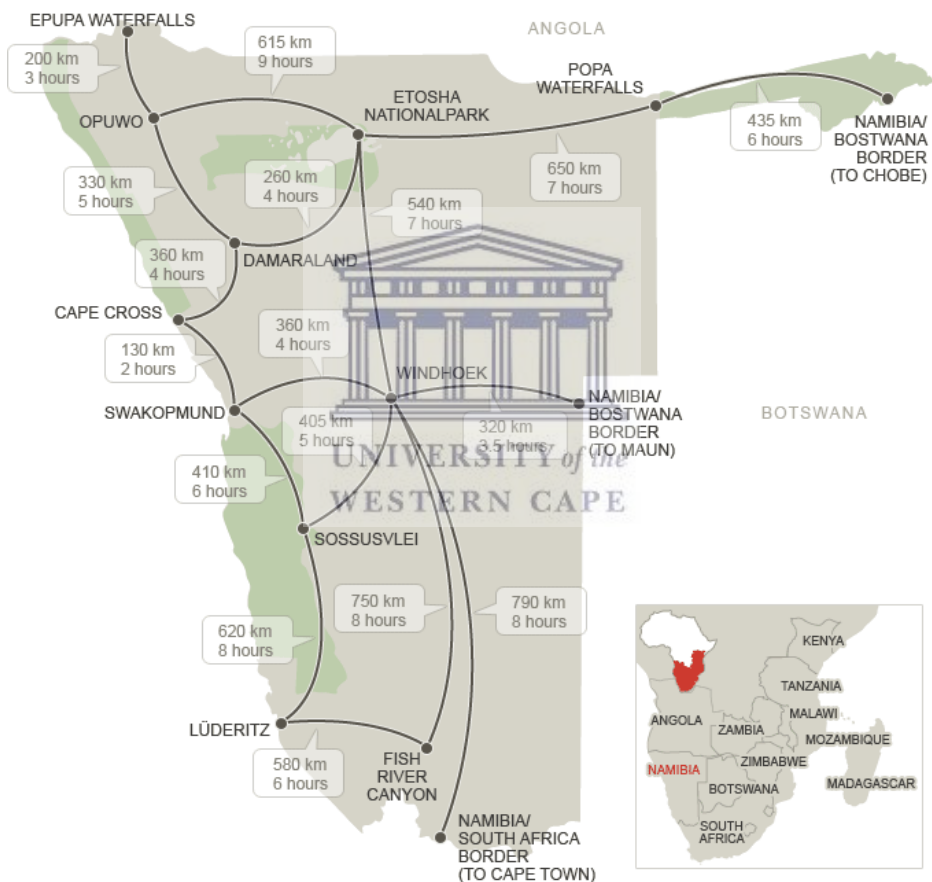 EPUPA WATERFALLS
200 km
3 hours
615 km
9 hours
ANGOLA
POPA
WATERFALLS
ETOSHA
NATIONALPARK
OPUWO
435 km
6 hours
NAMIBIA/
BOSTWANA
BORDER
(TO CHOBE)
650 km
7 hours
330 km
5 hours
260 km
4 hours
540 km
7 hours
360 km
4 hours
DAMARALAND
CAPE CROSS
360 km
4 hours
130 km
2 hours
WINDHOEK
SWAKOPMUND
405 km
5 hours
320 km
3.5 hours
NAMIBIA/
BOSTWANA
BORDER
(TO MAUN)
BOTSWANA
UNIVERSITY of the
WESTERN CAPE
410 km
6 hours
SOSSUSVLEI
750 km
8 hours
790 km
8 hours
620 km
8 hours
LÜDERITZ
580 km
6 hours
FISH
RIVER
CANYON
NAMIBIA/
SOUTH AFRICA
BORDER
(TO CAPE TOWN)
KENYA
TANZANIA
ANGOLA
MALAWI
ZAMBIA
MOZAMBIQUE
ZIMBABWE
NAMIBIA
BOTSWANA
MADAGASCAR
SOUTH
AFRICA